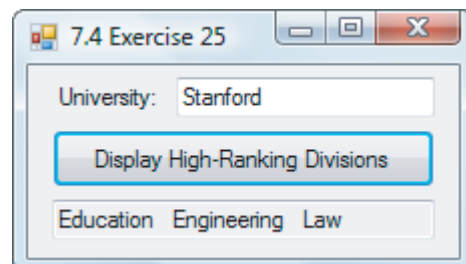 7.4 Exercise 25
University: Stanford
Display High-Ranking Divisions
Education Engineering Law